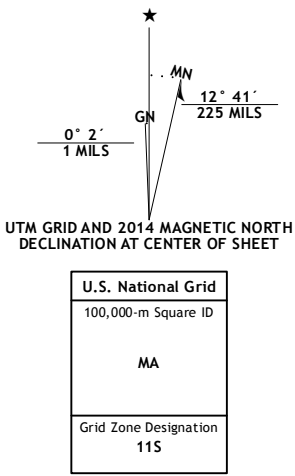 ★
MN
GN
12° 41´
225 MILS
0° 2´
1 MILS
UTM GRID AND 2014 MAGNETIC NORTH
DECLINATION AT CENTER OF SHEET
U.S. National Grid
100,000-m Square ID
MA
Grid Zone Designation
11S